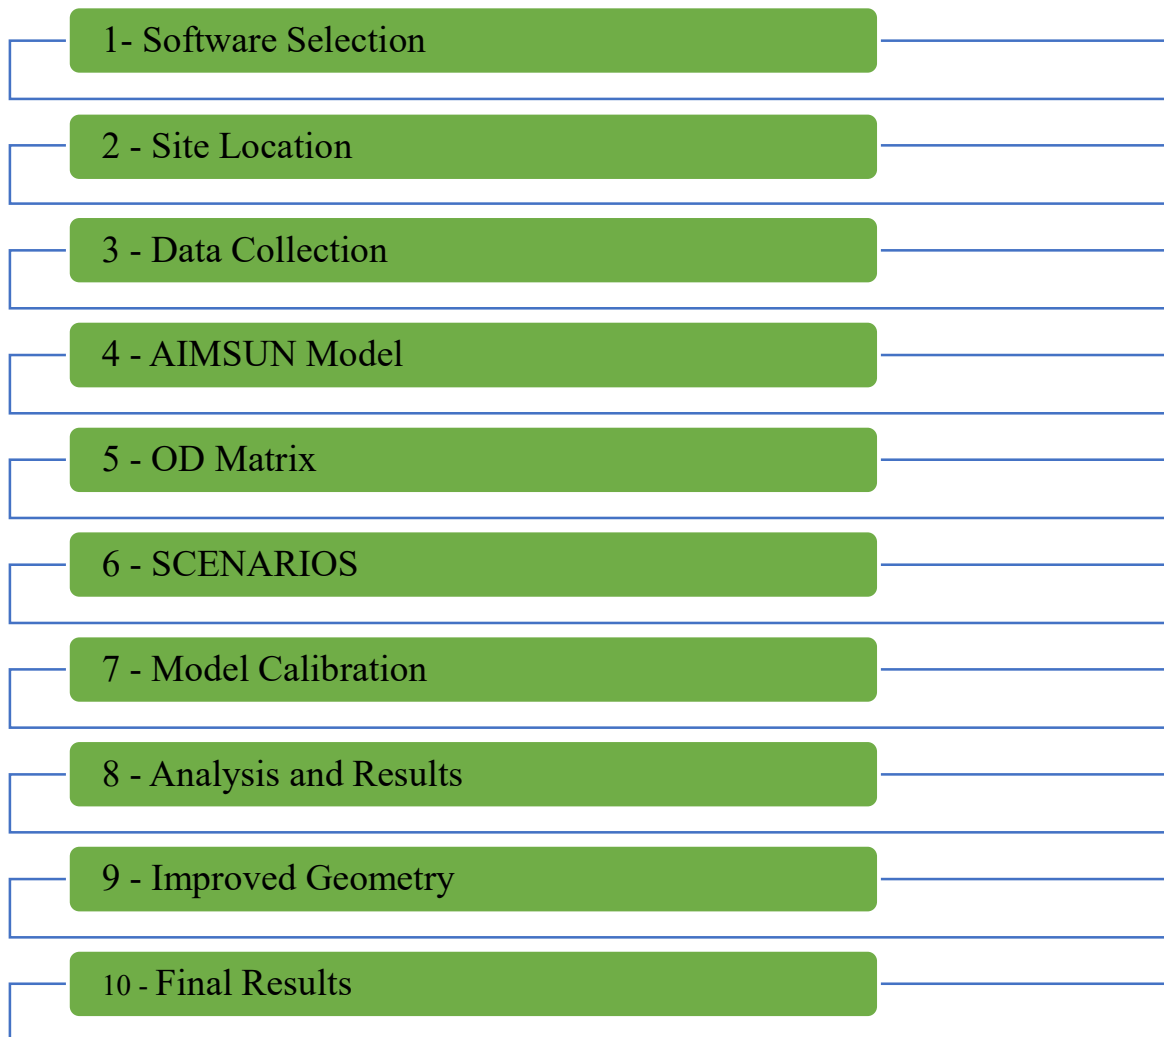 1- Software Selection
2 - Site Location
3 - Data Collection
4 - AIMSUN Model
5 - OD Matrix
6 - SCENARIOS
7 - Model Calibration
8 - Analysis and Results
9 - Improved Geometry
10 - Final Results